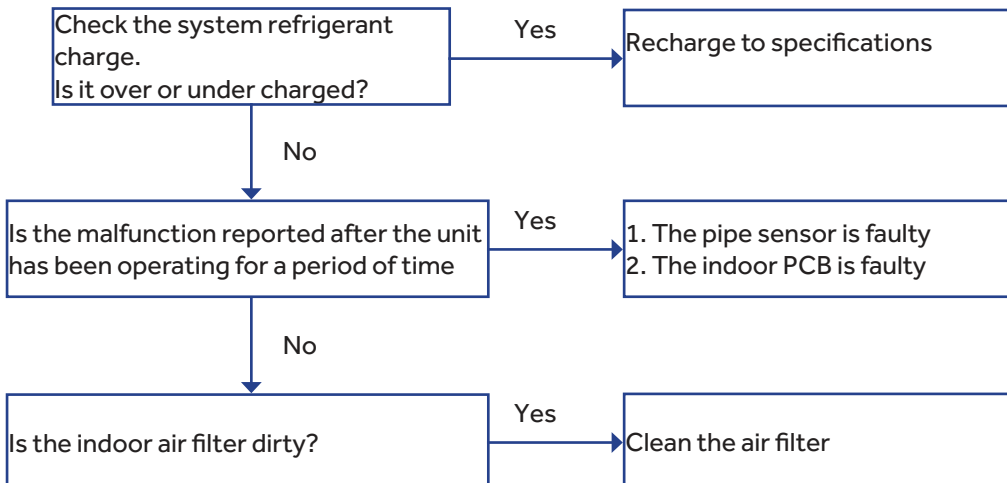 Check the system refrigerant
charge.
Is it over or under charged?
Yes
Recharge to specifications
No
Is the malfunction reported after the unit
has been operating for a period of time
Yes
1. The pipe sensor is faulty
2. The indoor PCB is faulty
No
Is the indoor air filter dirty?
Yes
Clean the air filter